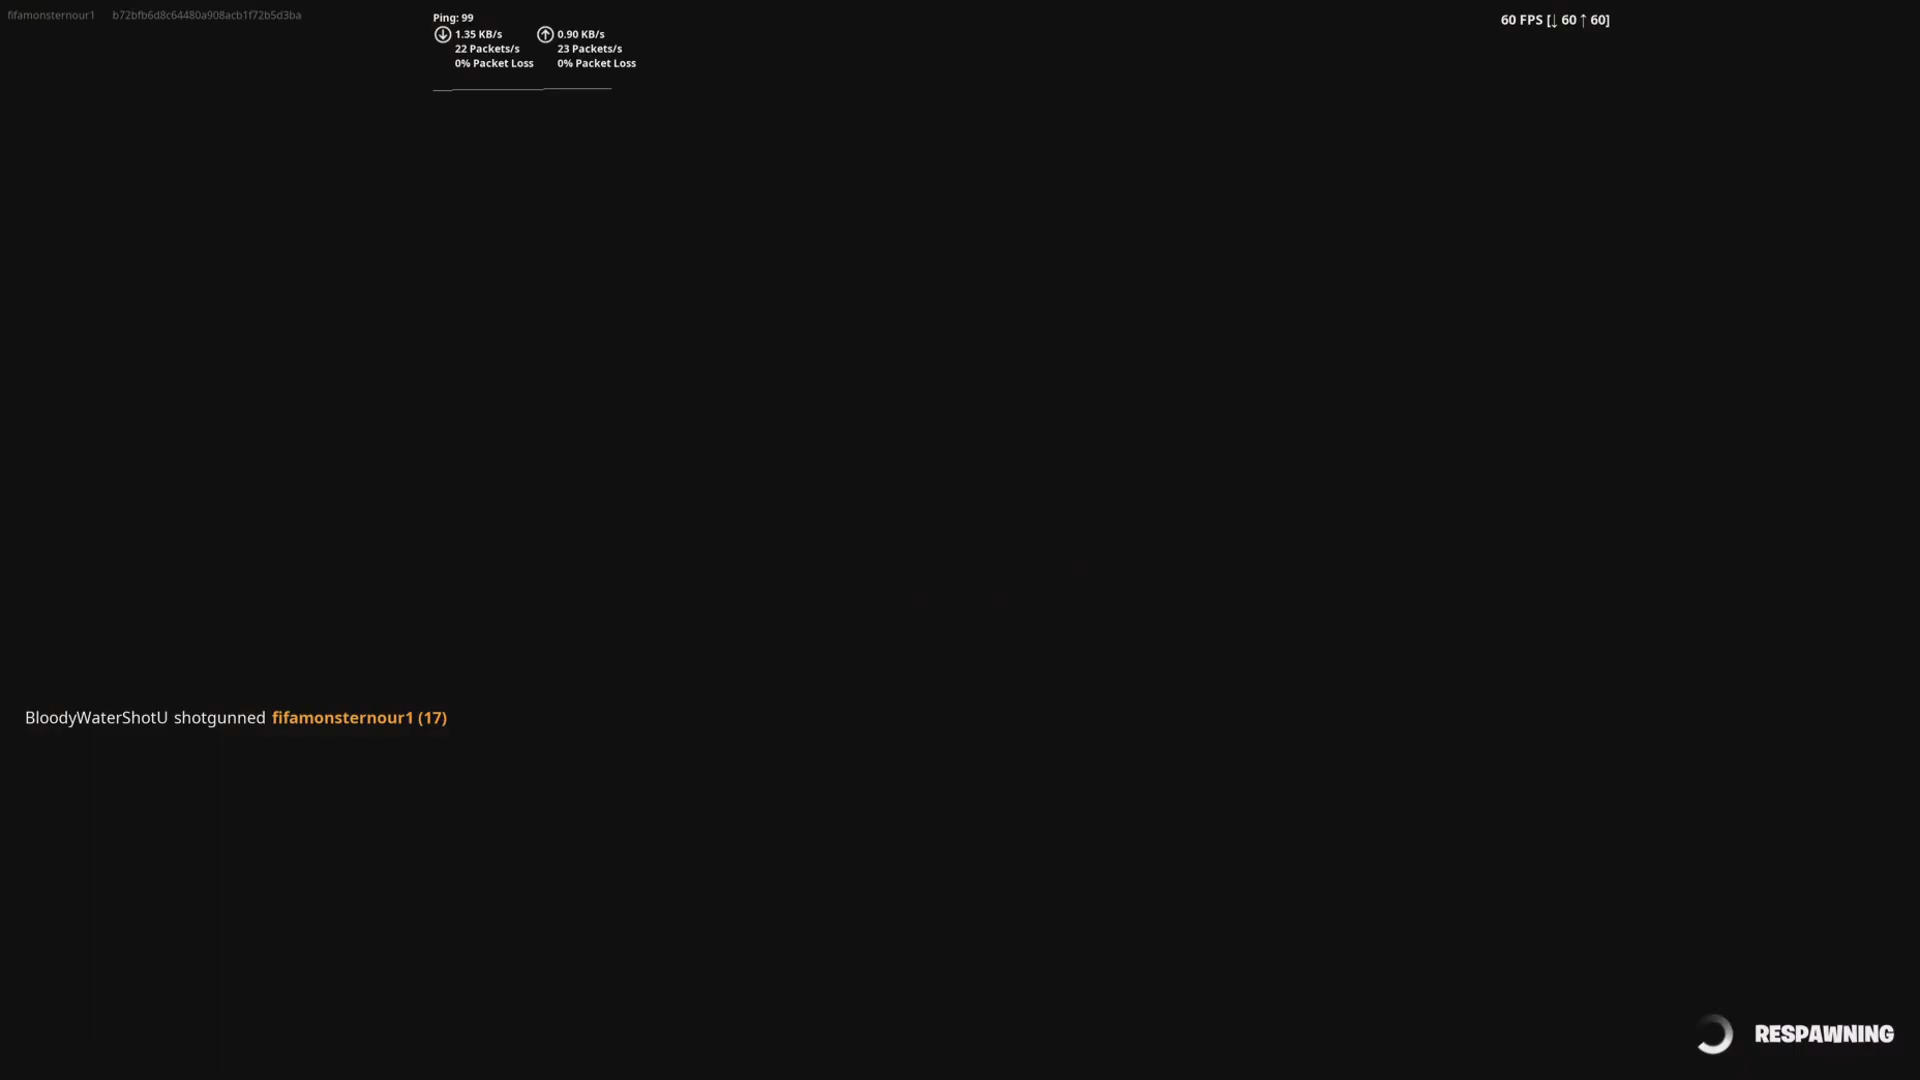 fifamonsternour1 b72bfb6d8c64480a908acb1f72b5d3ba
Ping: 99
1.35 KB/s 0.90 KB/s
22 Packets/s 23 Packets/s
0% Packet Loss 0% Packet Loss
60 FPS [↓ 60 ↑ 60]
BloodyWaterShotU shotgunned fifamonsternour1 (17)
RESPAWNING